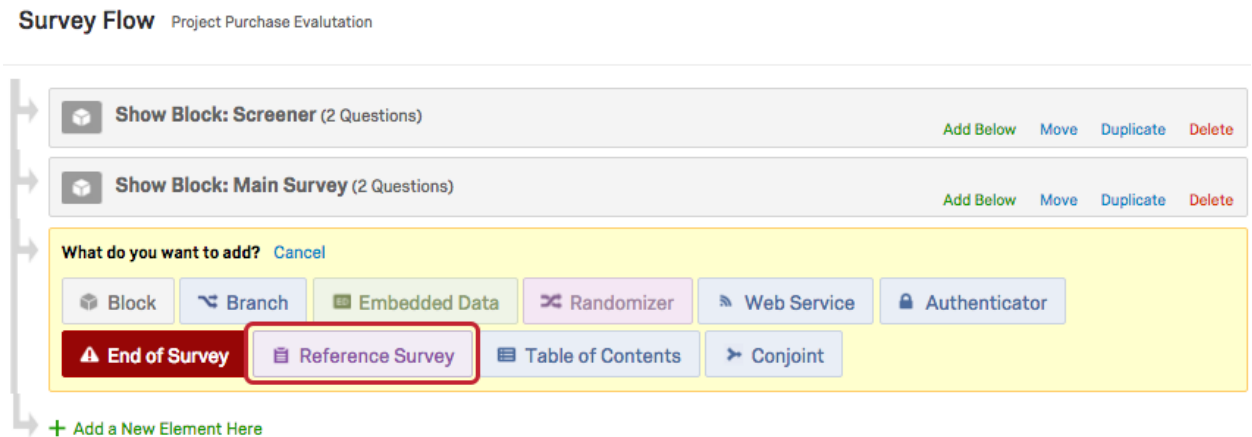 Survey Flow Project Purchase Evalutation
Show Block: Screener (2 Questions)
Add Below Move Duplicate Delete
Show Block: Main Survey (2 Questions)
Add Below Move Duplicate Delete
What do you want to add? Cancel
Block Branch ED Embedded Data Randomizer Web Service Authenticator
End of Survey Reference Survey Table of Contents Conjoint
+ Add a New Element Here